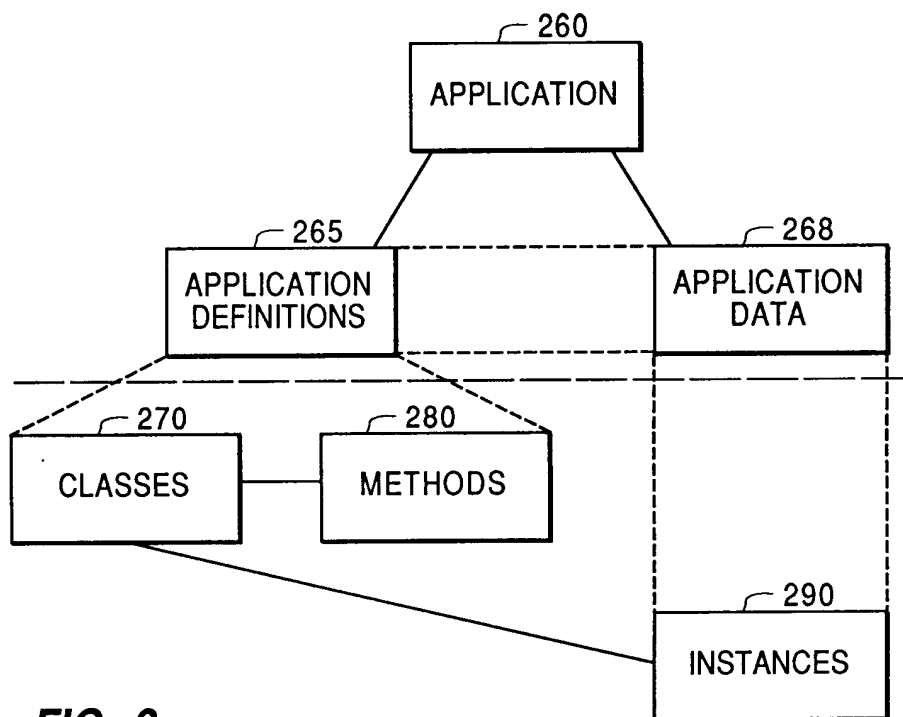 260
APPLICATION
265
APPLICATION
DEFINITIONS
268
APPLICATION
DATA
270
CLASSES
280
METHODS
290
INSTANCES